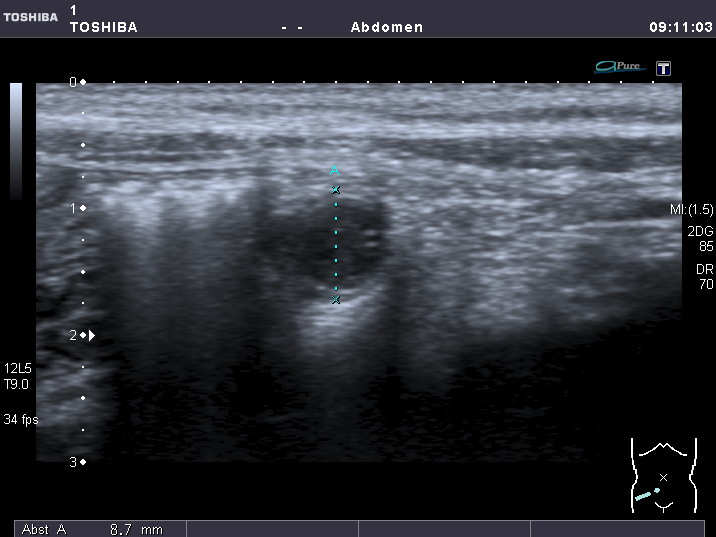 TOSHIBA
1
TOSHIBA - - Abdomen 09:11:03
aPure T
0
A
1
MI:(1.5)
2DG
85
DR
70
2
12L5
T9.0
34 fps
3
Abst A 8.7 mm